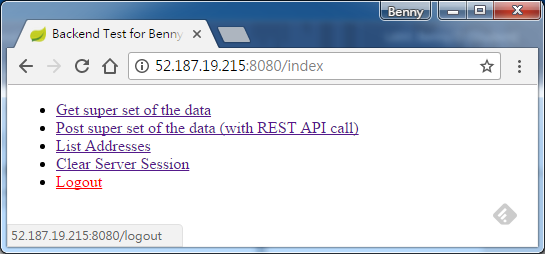 Benny
Backend Test for Benny
52.187.19.215:8080/index
Get super set of the data
Post super set of the data (with REST API call)
List Addresses
Clear Server Session
Logout
52.187.19.215:8080/logout